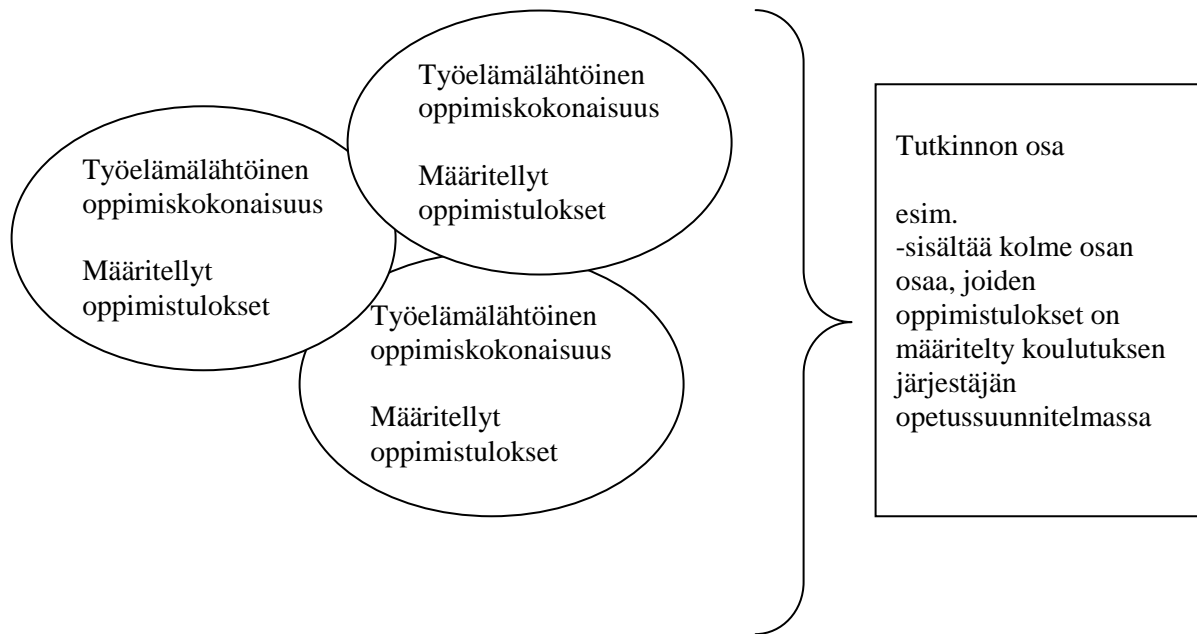 Työelämälähtöinen
oppimiskokonaisuus
Määritellyt
oppimistulokset
Työelämälähtöinen
oppimiskokonaisuus
Määritellyt
oppimistulokset
Työelämälähtöinen
oppimiskokonaisuus
Määritellyt
oppimistulokset
Tutkinnon osa
esim.
-sisältää kolme osan
osaa, joiden
oppimistulokset on
määritelty koulutuksen
järjestäjän
opetussuunnitelmassa